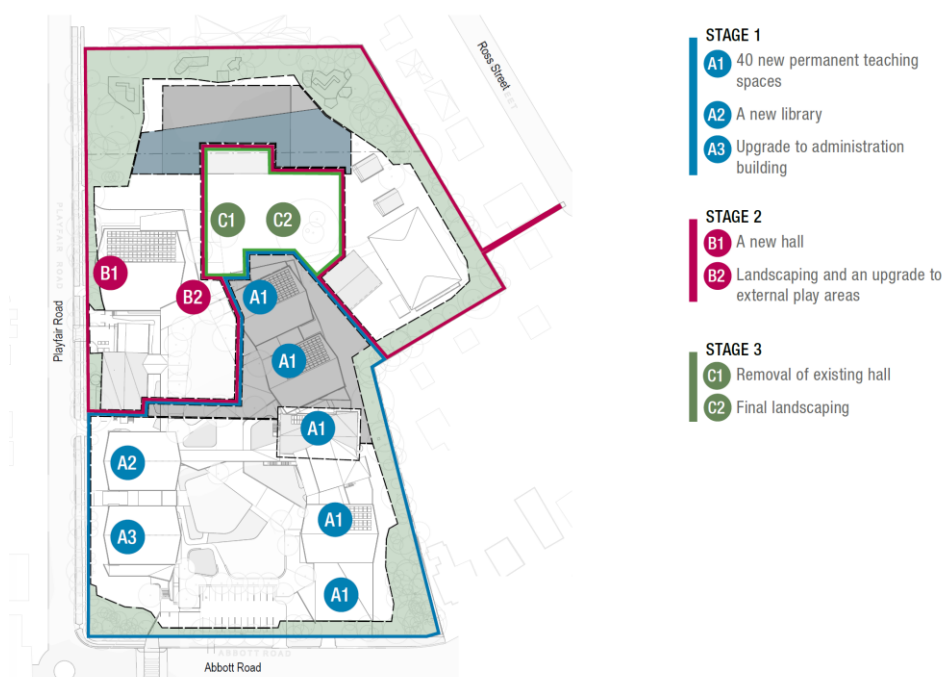 Ross Street
STREET
Playfair Road
PLAYFAIR ROAD
C1
C2
B1
B2
A1
A1
A1
A2
A1
A3
A1
ABBOTT ROAD
Abbott Road
STAGE 1
A1 40 new permanent teaching
spaces
A2 A new library
A3 Upgrade to administration
building
STAGE 2
B1 A new hall
B2 Landscaping and an upgrade to
external play areas
STAGE 3
C1 Removal of existing hall
C2 Final landscaping